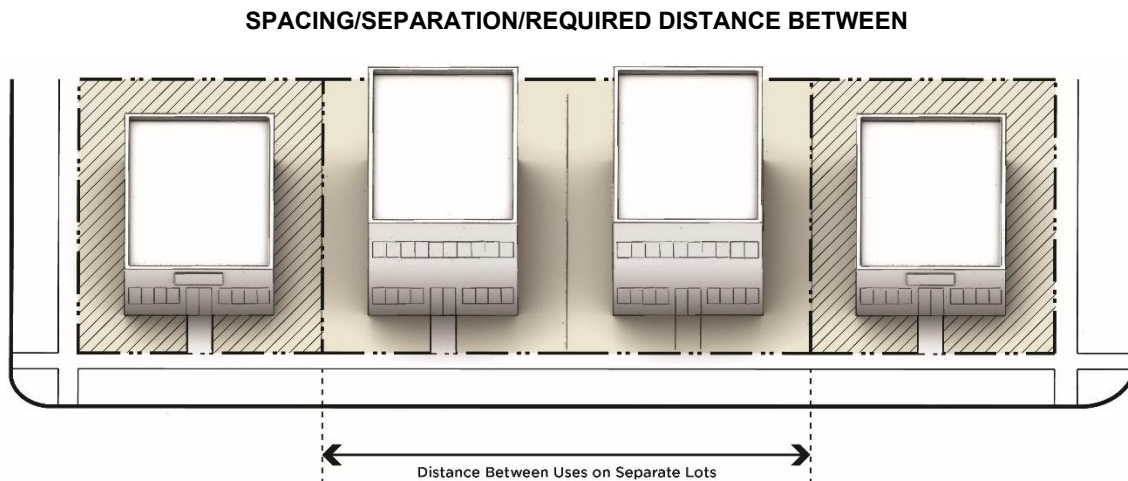 SPACING/SEPARATION/REQUIRED DISTANCE BETWEEN
Distance Between Uses on Separate Lots